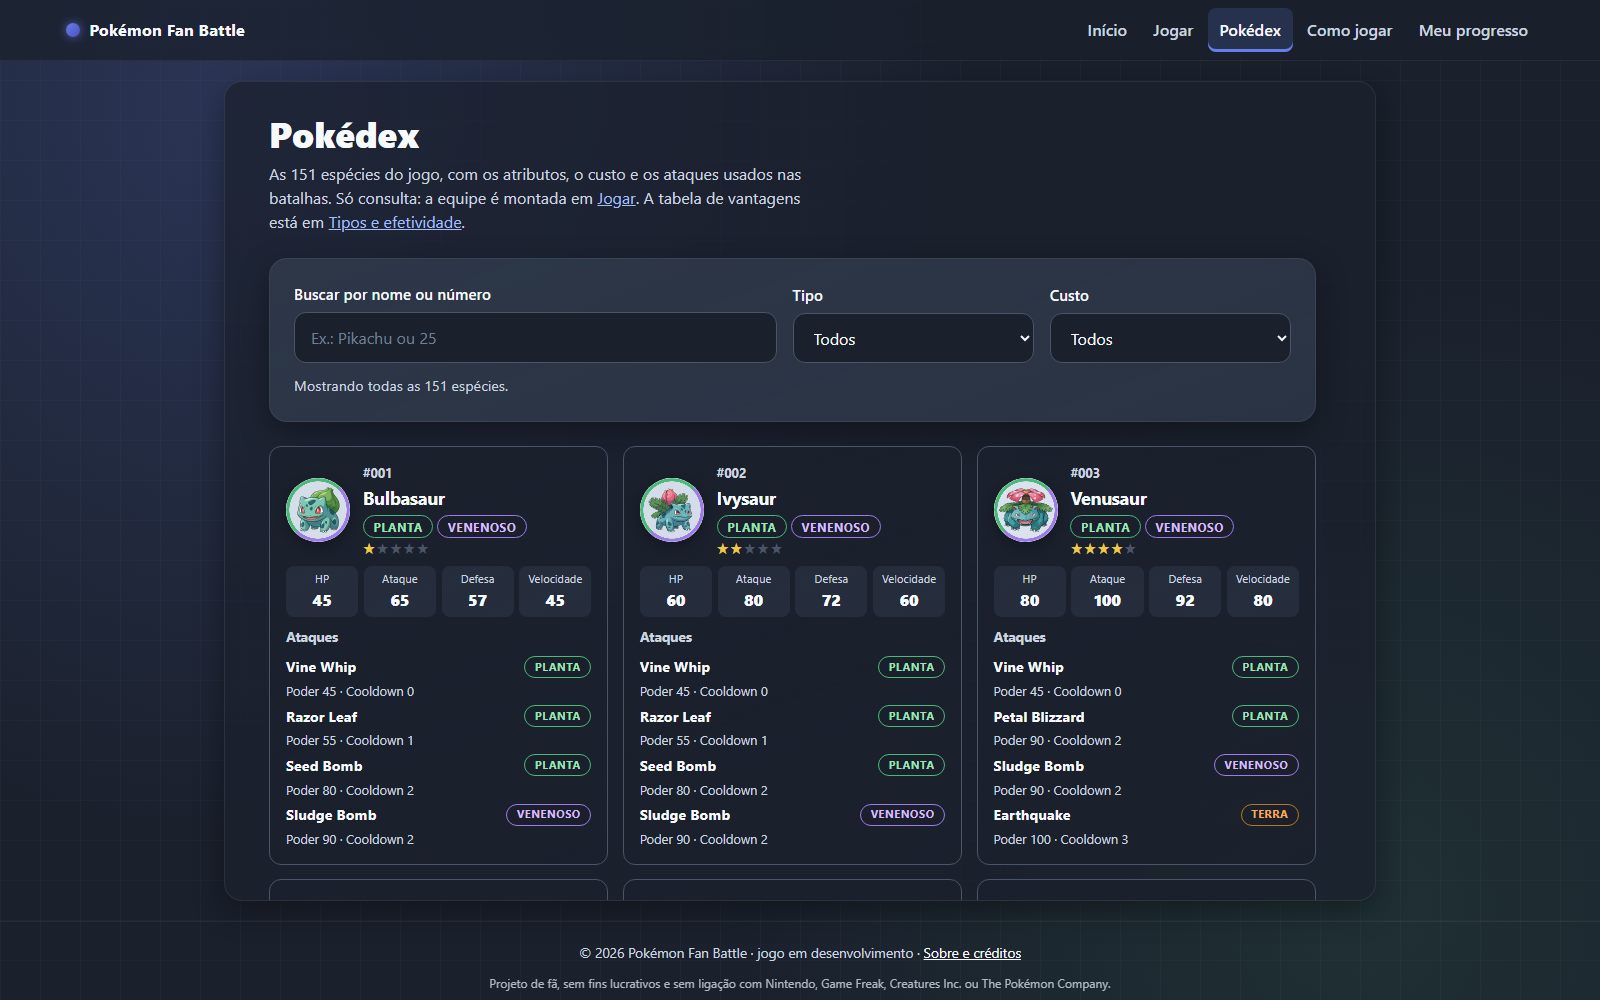 Pokémon Fan Battle
Início
Jogar
Pokédex
Como jogar
Meu progresso
Pokédex
As 151 espécies do jogo, com os atributos, o custo e os ataques usados nas
batalhas. Só consulta: a equipe é montada em Jogar. A tabela de vantagens
está em Tipos e efetividade.
Buscar por nome ou número
Ex.: Pikachu ou 25
Tipo
Todos
Custo
Todos
Mostrando todas as 151 espécies.
#001
Bulbasaur
PLANTA VENENOSO
HP 45
Ataque 65
Defesa 57
Velocidade 45
Ataques
Vine Whip PLANTA
Poder 45 · Cooldown 0
Razor Leaf PLANTA
Poder 55 · Cooldown 1
Seed Bomb PLANTA
Poder 80 · Cooldown 2
Sludge Bomb VENENOSO
Poder 90 · Cooldown 2
#002
Ivysaur
PLANTA VENENOSO
HP 60
Ataque 80
Defesa 72
Velocidade 60
Ataques
Vine Whip PLANTA
Poder 45 · Cooldown 0
Razor Leaf PLANTA
Poder 55 · Cooldown 1
Seed Bomb PLANTA
Poder 80 · Cooldown 2
Sludge Bomb VENENOSO
Poder 90 · Cooldown 2
#003
Venusaur
PLANTA VENENOSO
HP 80
Ataque 100
Defesa 92
Velocidade 80
Ataques
Vine Whip PLANTA
Poder 45 · Cooldown 0
Petal Blizzard PLANTA
Poder 90 · Cooldown 2
Sludge Bomb VENENOSO
Poder 90 · Cooldown 2
Earthquake TERRA
Poder 100 · Cooldown 3
© 2026 Pokémon Fan Battle · jogo em desenvolvimento · Sobre e créditos
Projeto de fã, sem fins lucrativos e sem ligação com Nintendo, Game Freak, Creatures Inc. ou The Pokémon Company.